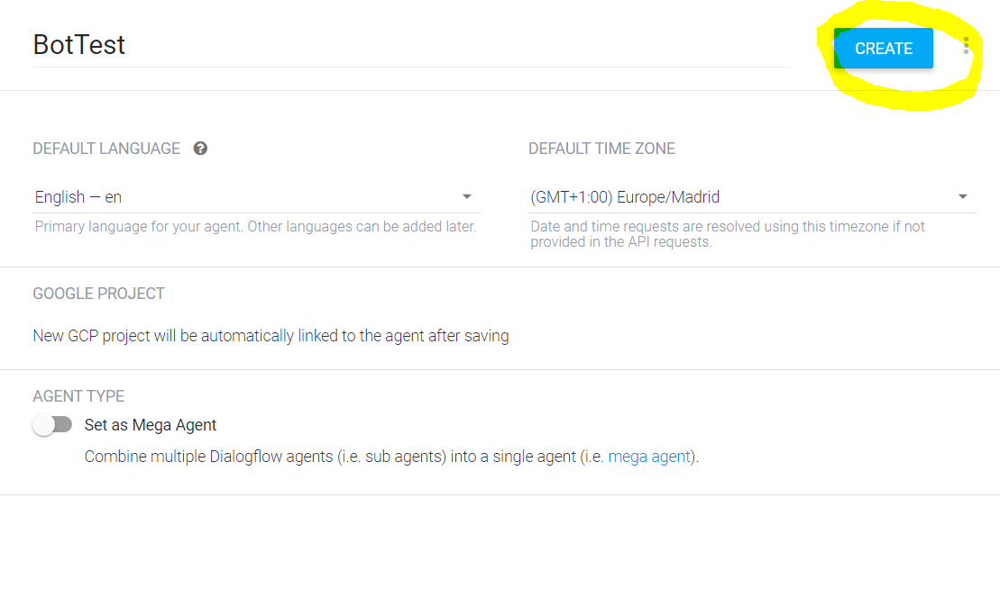 BotTest
CREATE
DEFAULT LANGUAGE ?
DEFAULT TIME ZONE
English — en
(GMT+1:00) Europe/Madrid
Primary language for your agent. Other languages can be added later.
Date and time requests are resolved using this timezone if not
provided in the API requests.
GOOGLE PROJECT
New GCP project will be automatically linked to the agent after saving
AGENT TYPE
Set as Mega Agent
Combine multiple Dialogflow agents (i.e. sub agents) into a single agent (i.e. mega agent).